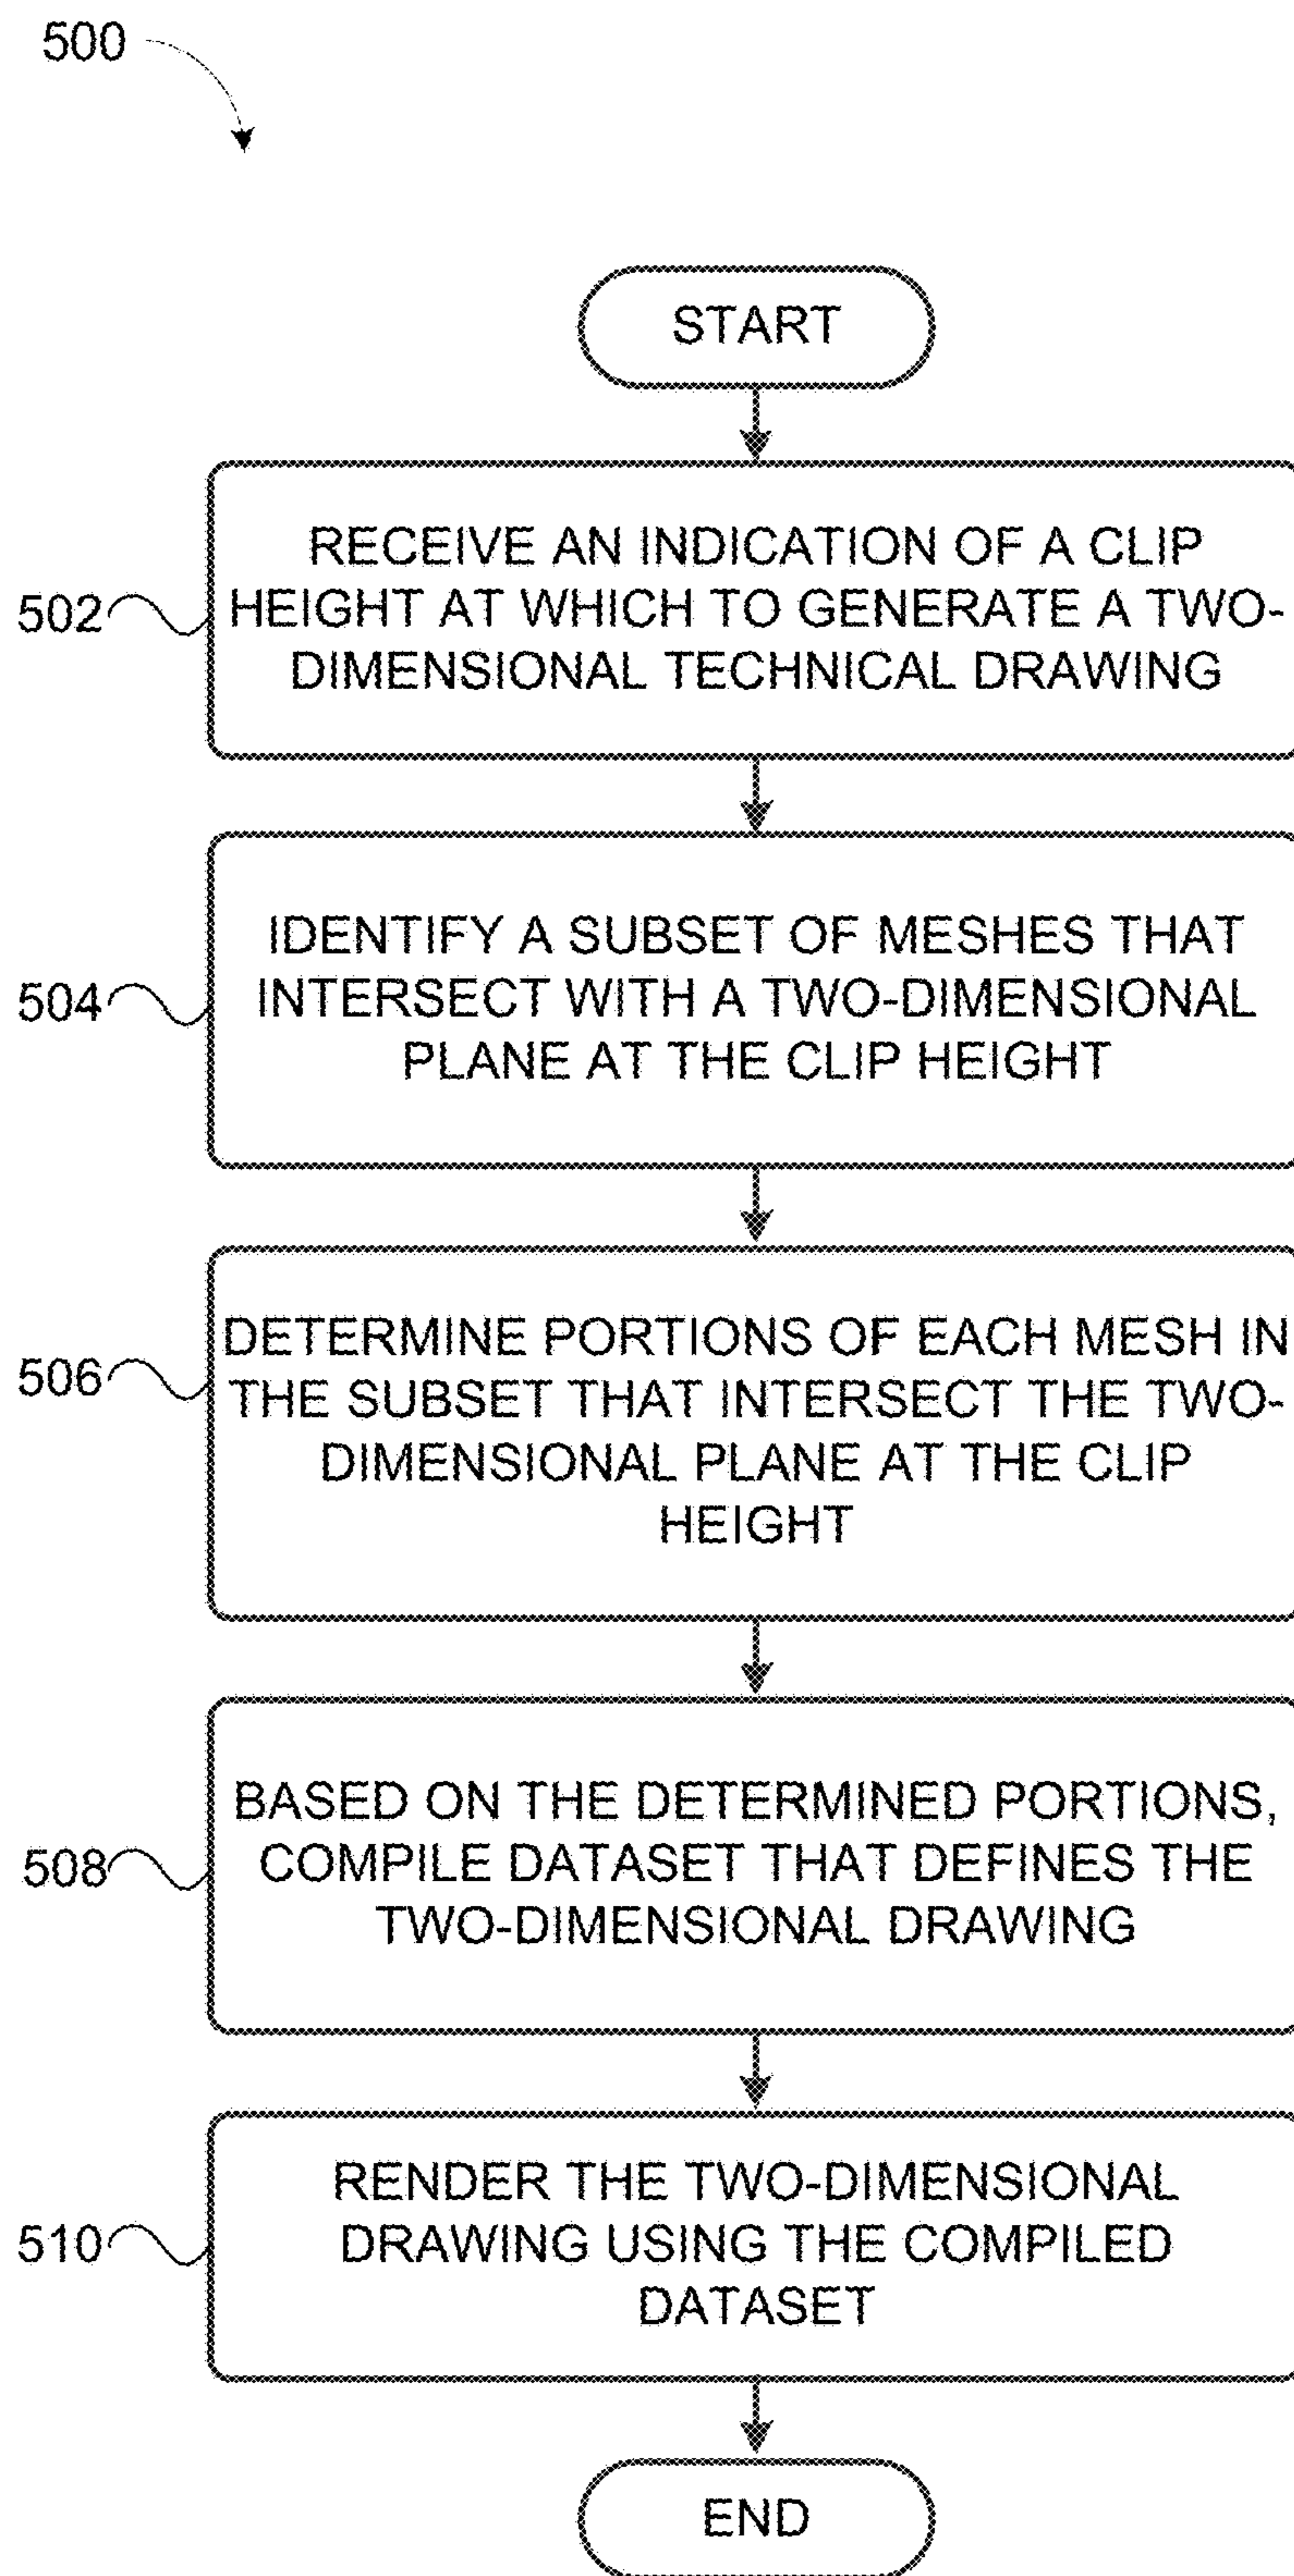 500
START
502
RECEIVE AN INDICATION OF A CLIP
HEIGHT AT WHICH TO GENERATE A TWO-
DIMENSIONAL TECHNICAL DRAWING
504
IDENTIFY A SUBSET OF MESHES THAT
INTERSECT WITH A TWO-DIMENSIONAL
PLANE AT THE CLIP HEIGHT
506
DETERMINE PORTIONS OF EACH MESH IN
THE SUBSET THAT INTERSECT THE TWO-
DIMENSIONAL PLANE AT THE CLIP
HEIGHT
508
BASED ON THE DETERMINED PORTIONS,
COMPILE DATASET THAT DEFINES THE
TWO-DIMENSIONAL DRAWING
510
RENDER THE TWO-DIMENSIONAL
DRAWING USING THE COMPILED
DATASET
END